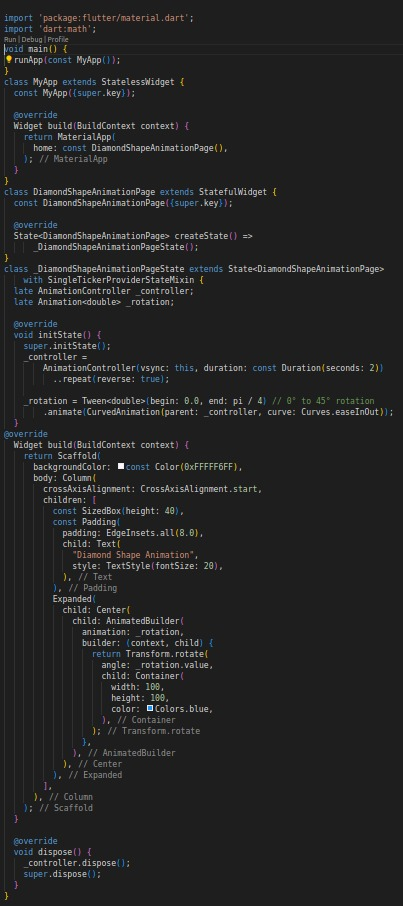 import 'package:flutter/material.dart';
import 'dart:math';
Run | Debug | Profile
void main() {
  runApp(const MyApp());
}
class MyApp extends StatelessWidget {
  const MyApp({super.key});

  @override
  Widget build(BuildContext context) {
    return MaterialApp(
      home: const DiamondShapeAnimationPage(),
    ); // MaterialApp
  }
}
class DiamondShapeAnimationPage extends StatefulWidget {
  const DiamondShapeAnimationPage({super.key});

  @override
  State<DiamondShapeAnimationPage> createState() =>
      _DiamondShapeAnimationPageState();
}
class _DiamondShapeAnimationPageState extends State<DiamondShapeAnimationPage>
    with SingleTickerProviderStateMixin {
  late AnimationController _controller;
  late Animation<double> _rotation;

  @override
  void initState() {
    super.initState();
    _controller =
        AnimationController(vsync: this, duration: const Duration(seconds: 2))
          ..repeat(reverse: true);

    _rotation = Tween<double>(begin: 0.0, end: pi / 4) // 0° to 45° rotation
        .animate(CurvedAnimation(parent: _controller, curve: Curves.easeInOut));
  }
@override
  Widget build(BuildContext context) {
    return Scaffold(
      backgroundColor: const Color(0xFFFFF6FF),
      body: Column(
        crossAxisAlignment: CrossAxisAlignment.start,
        children: [
          const SizedBox(height: 40),
          const Padding(
            padding: EdgeInsets.all(8.0),
            child: Text(
              "Diamond Shape Animation",
              style: TextStyle(fontSize: 20),
            ), // Text
          ), // Padding
          Expanded(
            child: Center(
              child: AnimatedBuilder(
                animation: _rotation,
                builder: (context, child) {
                  return Transform.rotate(
                    angle: _rotation.value,
                    child: Container(
                      width: 100,
                      height: 100,
                      color: Colors.blue,
                    ), // Container
                  ); // Transform.rotate
                },
              ), // AnimatedBuilder
            ), // Center
          ), // Expanded
        ],
      ), // Column
    ); // Scaffold
  }

  @override
  void dispose() {
    _controller.dispose();
    super.dispose();
  }
}